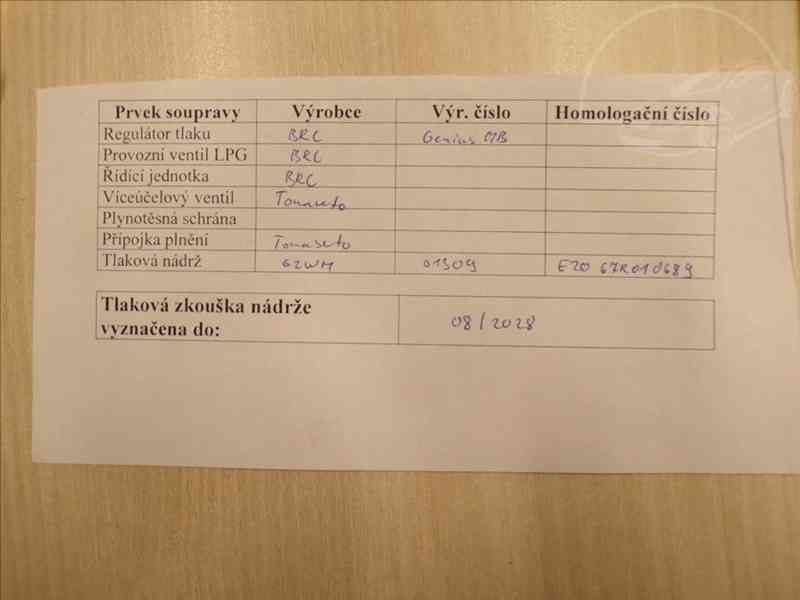 Prvek soupravy Výrobce Výr. číslo Homologační číslo
Regulátor tlaku BRC Genius MB
Provozní ventil LPG BRC
Řídící jednotka BRC
Víceúčelový ventil Tomaseto
Plynotěsná schrána
Přípojka plnění Tomaseto
Tlaková nádrž GZWM 01309 E20 67R010689
Tlaková zkouška nádrže
vyznačena do: 08/2028